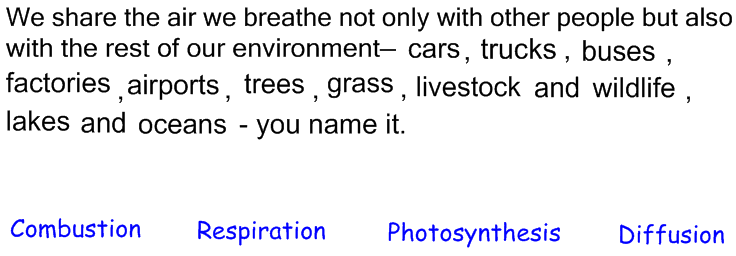 We share the air we breathe not only with other people but also
with the rest of our environment– cars, trucks, buses,
factories, airports, trees, grass, livestock and wildlife,
lakes and oceans - you name it.
Combustion Respiration Photosynthesis Diffusion